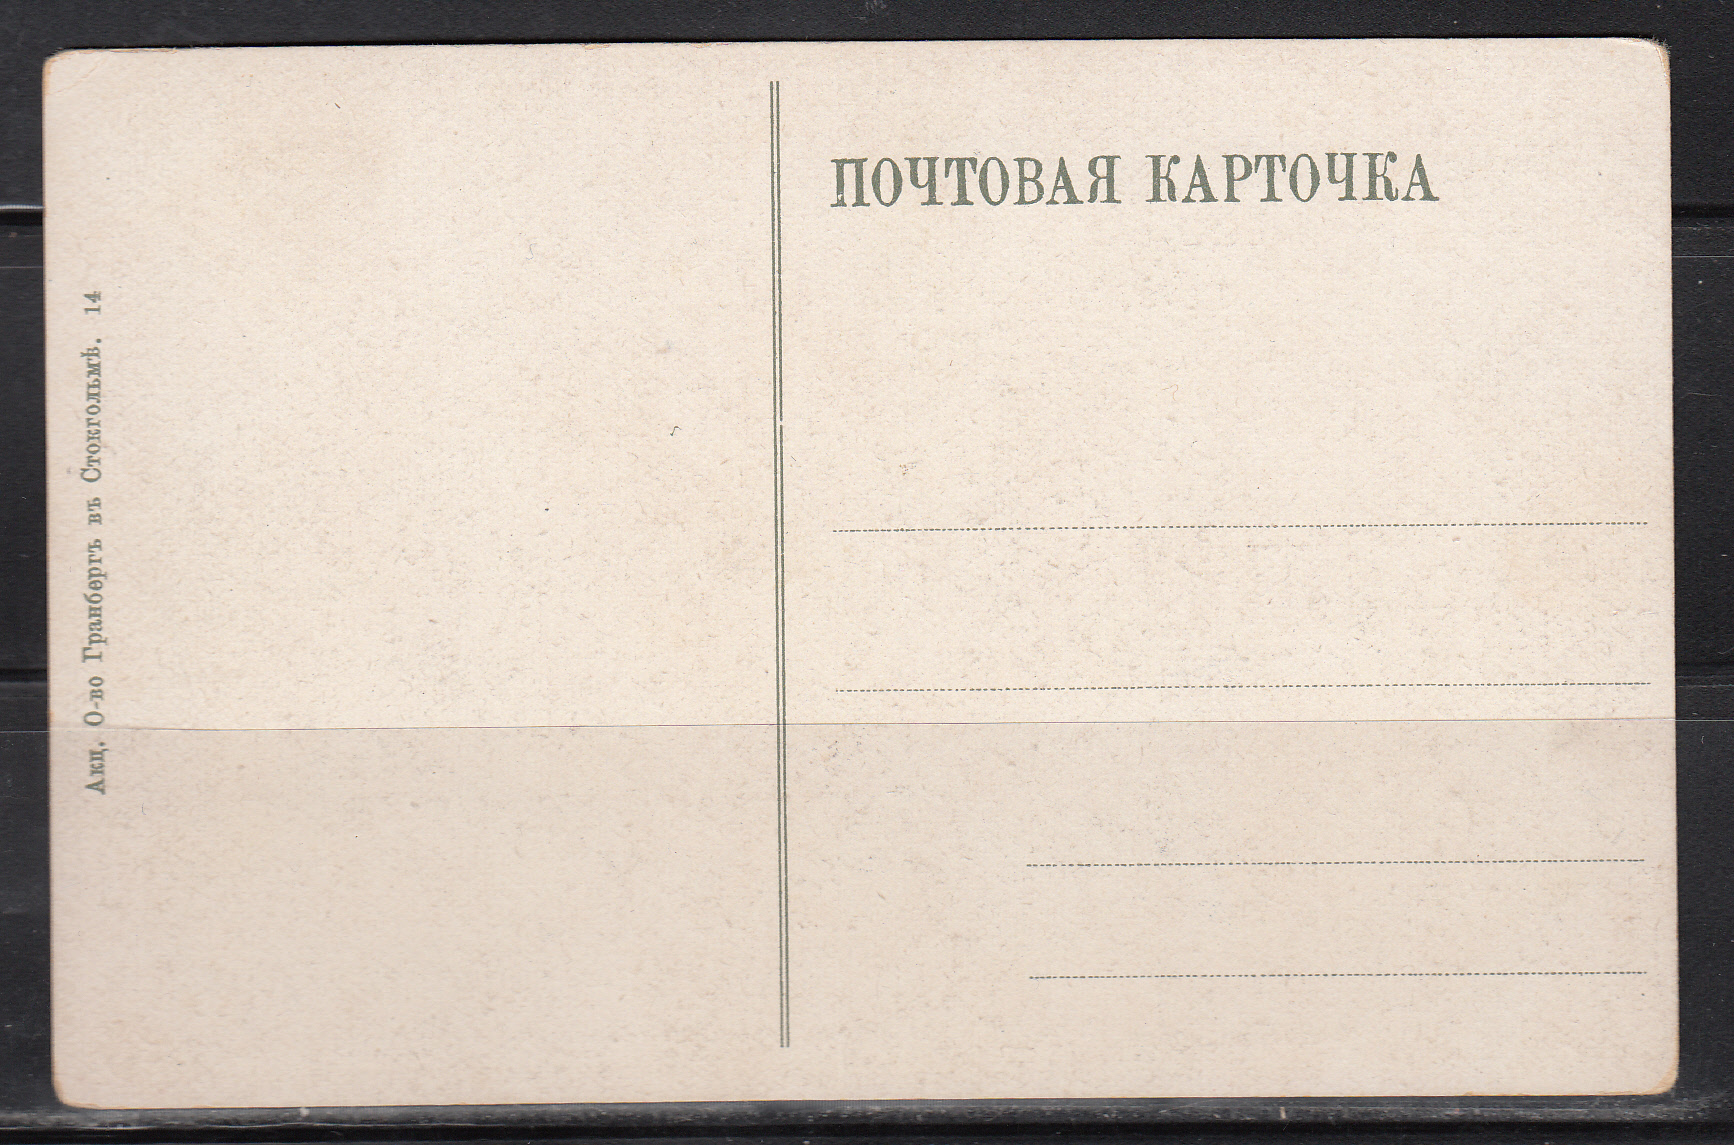 ПОЧТОВАЯ КАРТОЧКА
Акц. О-во Гранбергъ въ Стокгольмѣ. 14